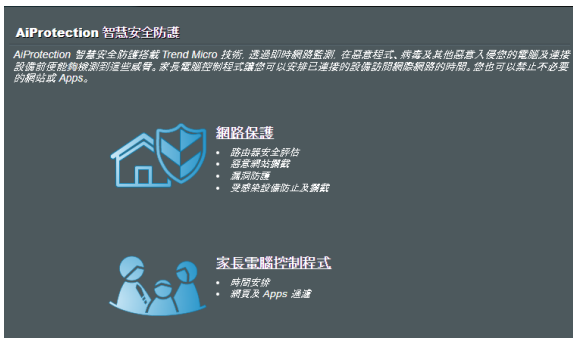 AiProtection 智慧安全防護
AiProtection 智慧安全防護搭載 Trend Micro 技術, 透過即時網路監測, 在惡意程式、病毒及其他惡意入侵您的電腦及連接
設備前便能夠檢測到這些威脅。家長電腦控制程式讓您可以安排已連接的設備訪問網際網路的時間。您也可以禁止不必要
的網站或 Apps。
網路保護
• 路由器安全評估
• 惡意網站攔截
• 漏洞防護
• 受感染設備防止及攔截
家長電腦控制程式
• 時間安排
• 網頁及 Apps 過濾